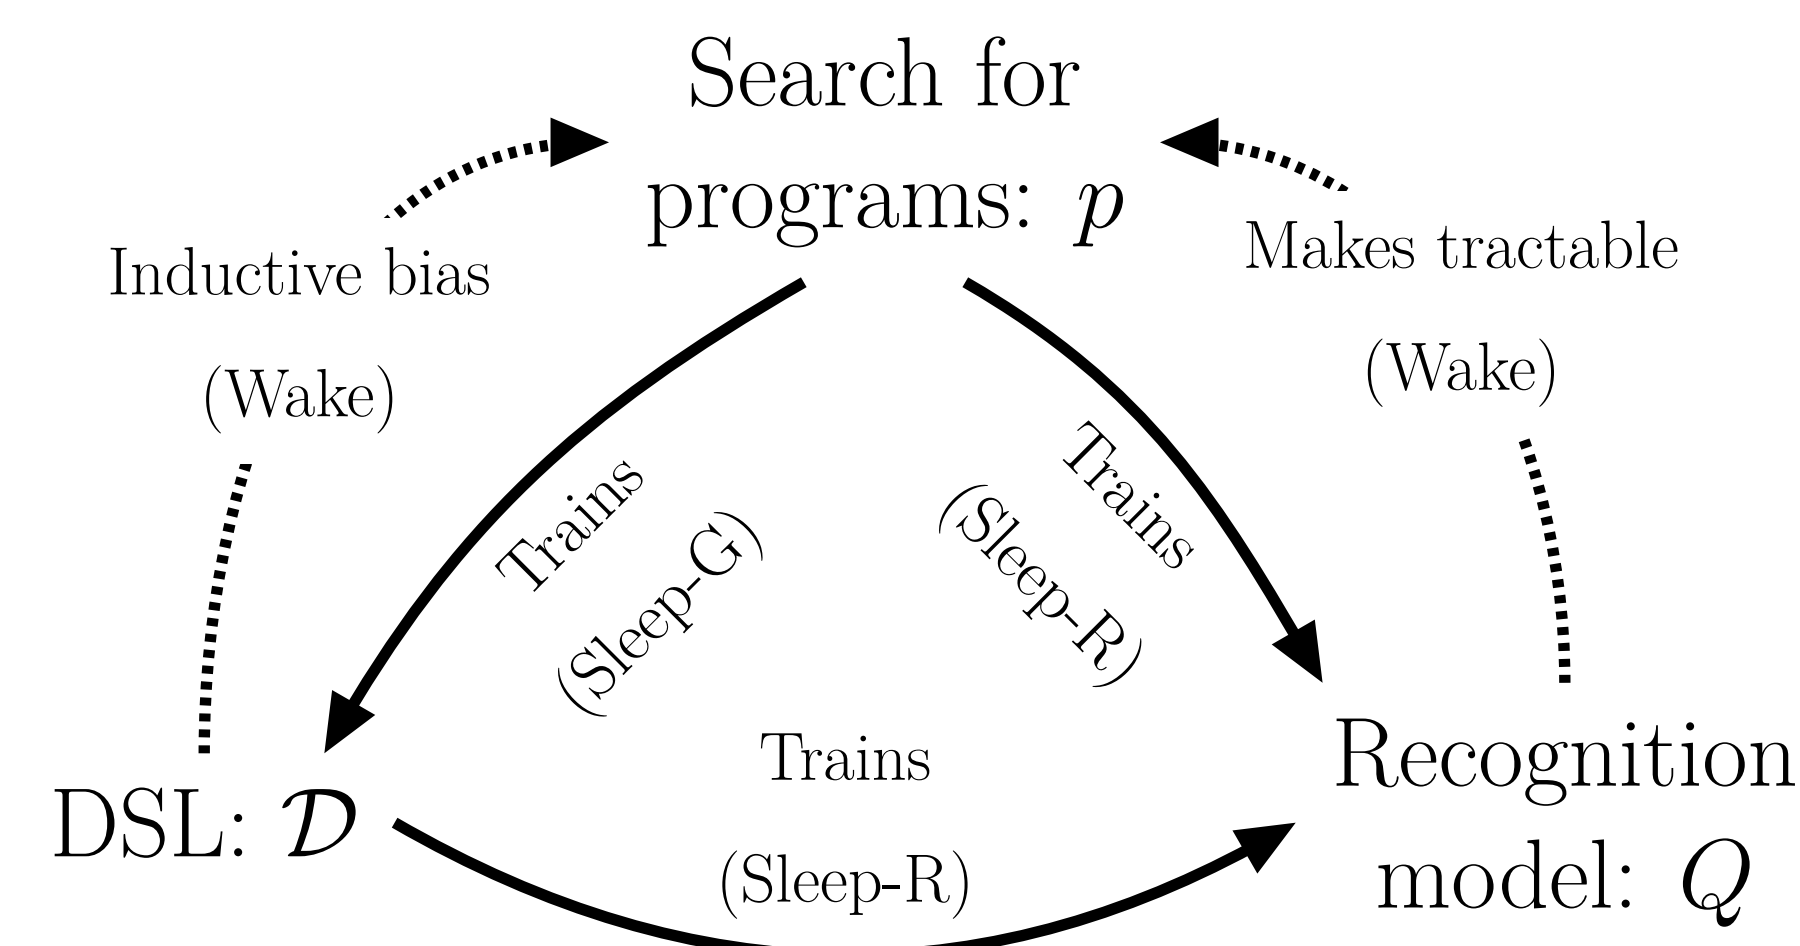 Search for
programs: p
Inductive bias
(Wake)
Makes tractable
(Wake)
Trains
(Sleep-G)
Trains
(Sleep-R)
Trains
(Sleep-R)
DSL: 𝒟
Recognition
model: Q